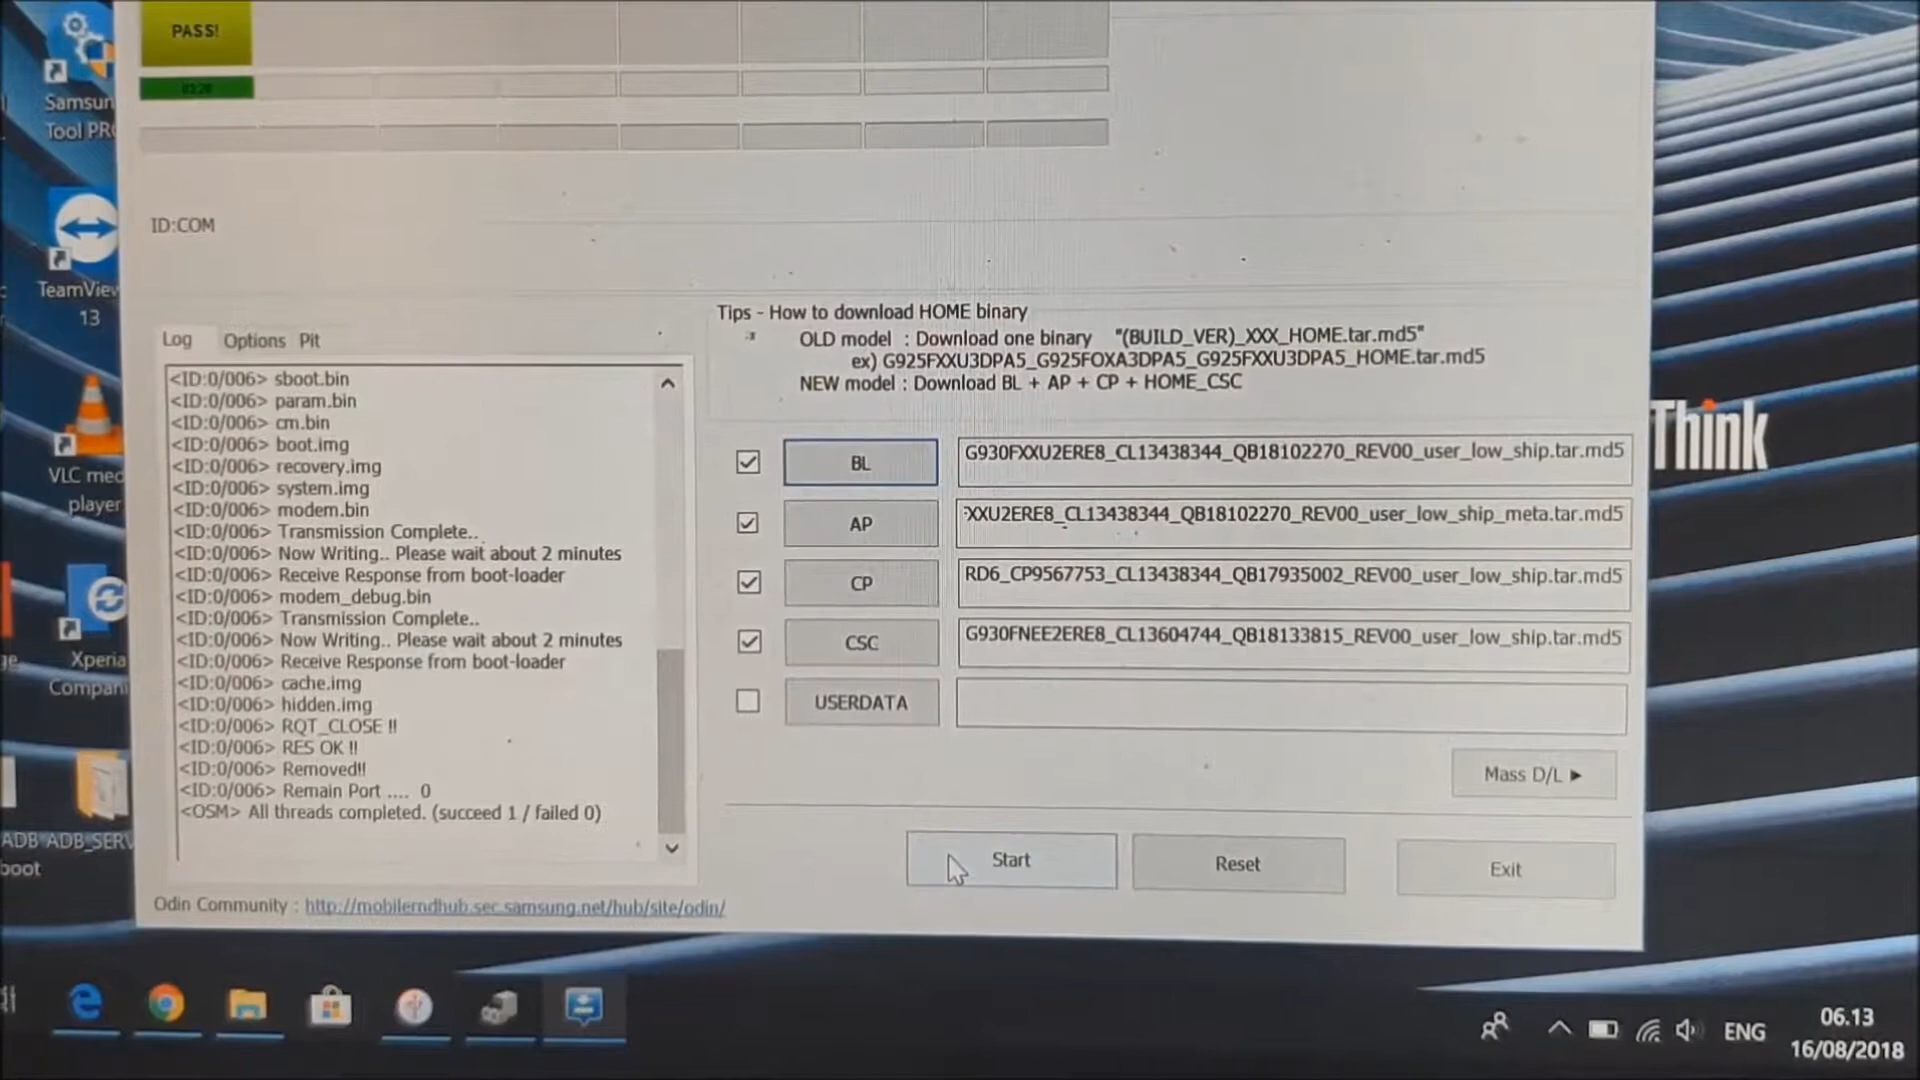 PASS!
Samsun
Tool PR
ID:COM
TeamView
13
Tips - How to download HOME binary
OLD model : Download one binary "(BUILD_VER)_XXX_HOME.tar.md5"
ex) G925FXXU3DPA5_G925FOXA3DPA5_G925FXXU3DPA5_HOME.tar.md5
NEW model : Download BL + AP + CP + HOME_CSC
Log Options Pit
<ID:0/006> sboot.bin
<ID:0/006> param.bin
<ID:0/006> cm.bin
<ID:0/006> boot.img
<ID:0/006> recovery.img
<ID:0/006> system.img
<ID:0/006> modem.bin
<ID:0/006> Transmission Complete..
<ID:0/006> Now Writing.. Please wait about 2 minutes
<ID:0/006> Receive Response from boot-loader
<ID:0/006> modem_debug.bin
<ID:0/006> Transmission Complete..
<ID:0/006> Now Writing.. Please wait about 2 minutes
<ID:0/006> Receive Response from boot-loader
<ID:0/006> cache.img
<ID:0/006> hidden.img
<ID:0/006> RQT_CLOSE !!
<ID:0/006> RES OK !!
<ID:0/006> Removed!!
<ID:0/006> Remain Port .... 0
<OSM> All threads completed. (succeed 1 / failed 0)
BL G930FXXU2ERE8_CL13438344_QB18102270_REV00_user_low_ship.tar.md5
AP XXU2ERE8_CL13438344_QB18102270_REV00_user_low_ship_meta.tar.md5
CP RD6_CP9567753_CL13438344_QB17935002_REV00_user_low_ship.tar.md5
CSC G930FNEE2ERE8_CL13604744_QB18133815_REV00_user_low_ship.tar.md5
USERDATA
Mass D/L
Start Reset Exit
Odin Community : http://mobilerndhub.sec.samsung.net/hub/site/odin/
Think
VLC med
player
Xperia
Compani
ADB ADB_SERV
boot
ENG
06.13
16/08/2018